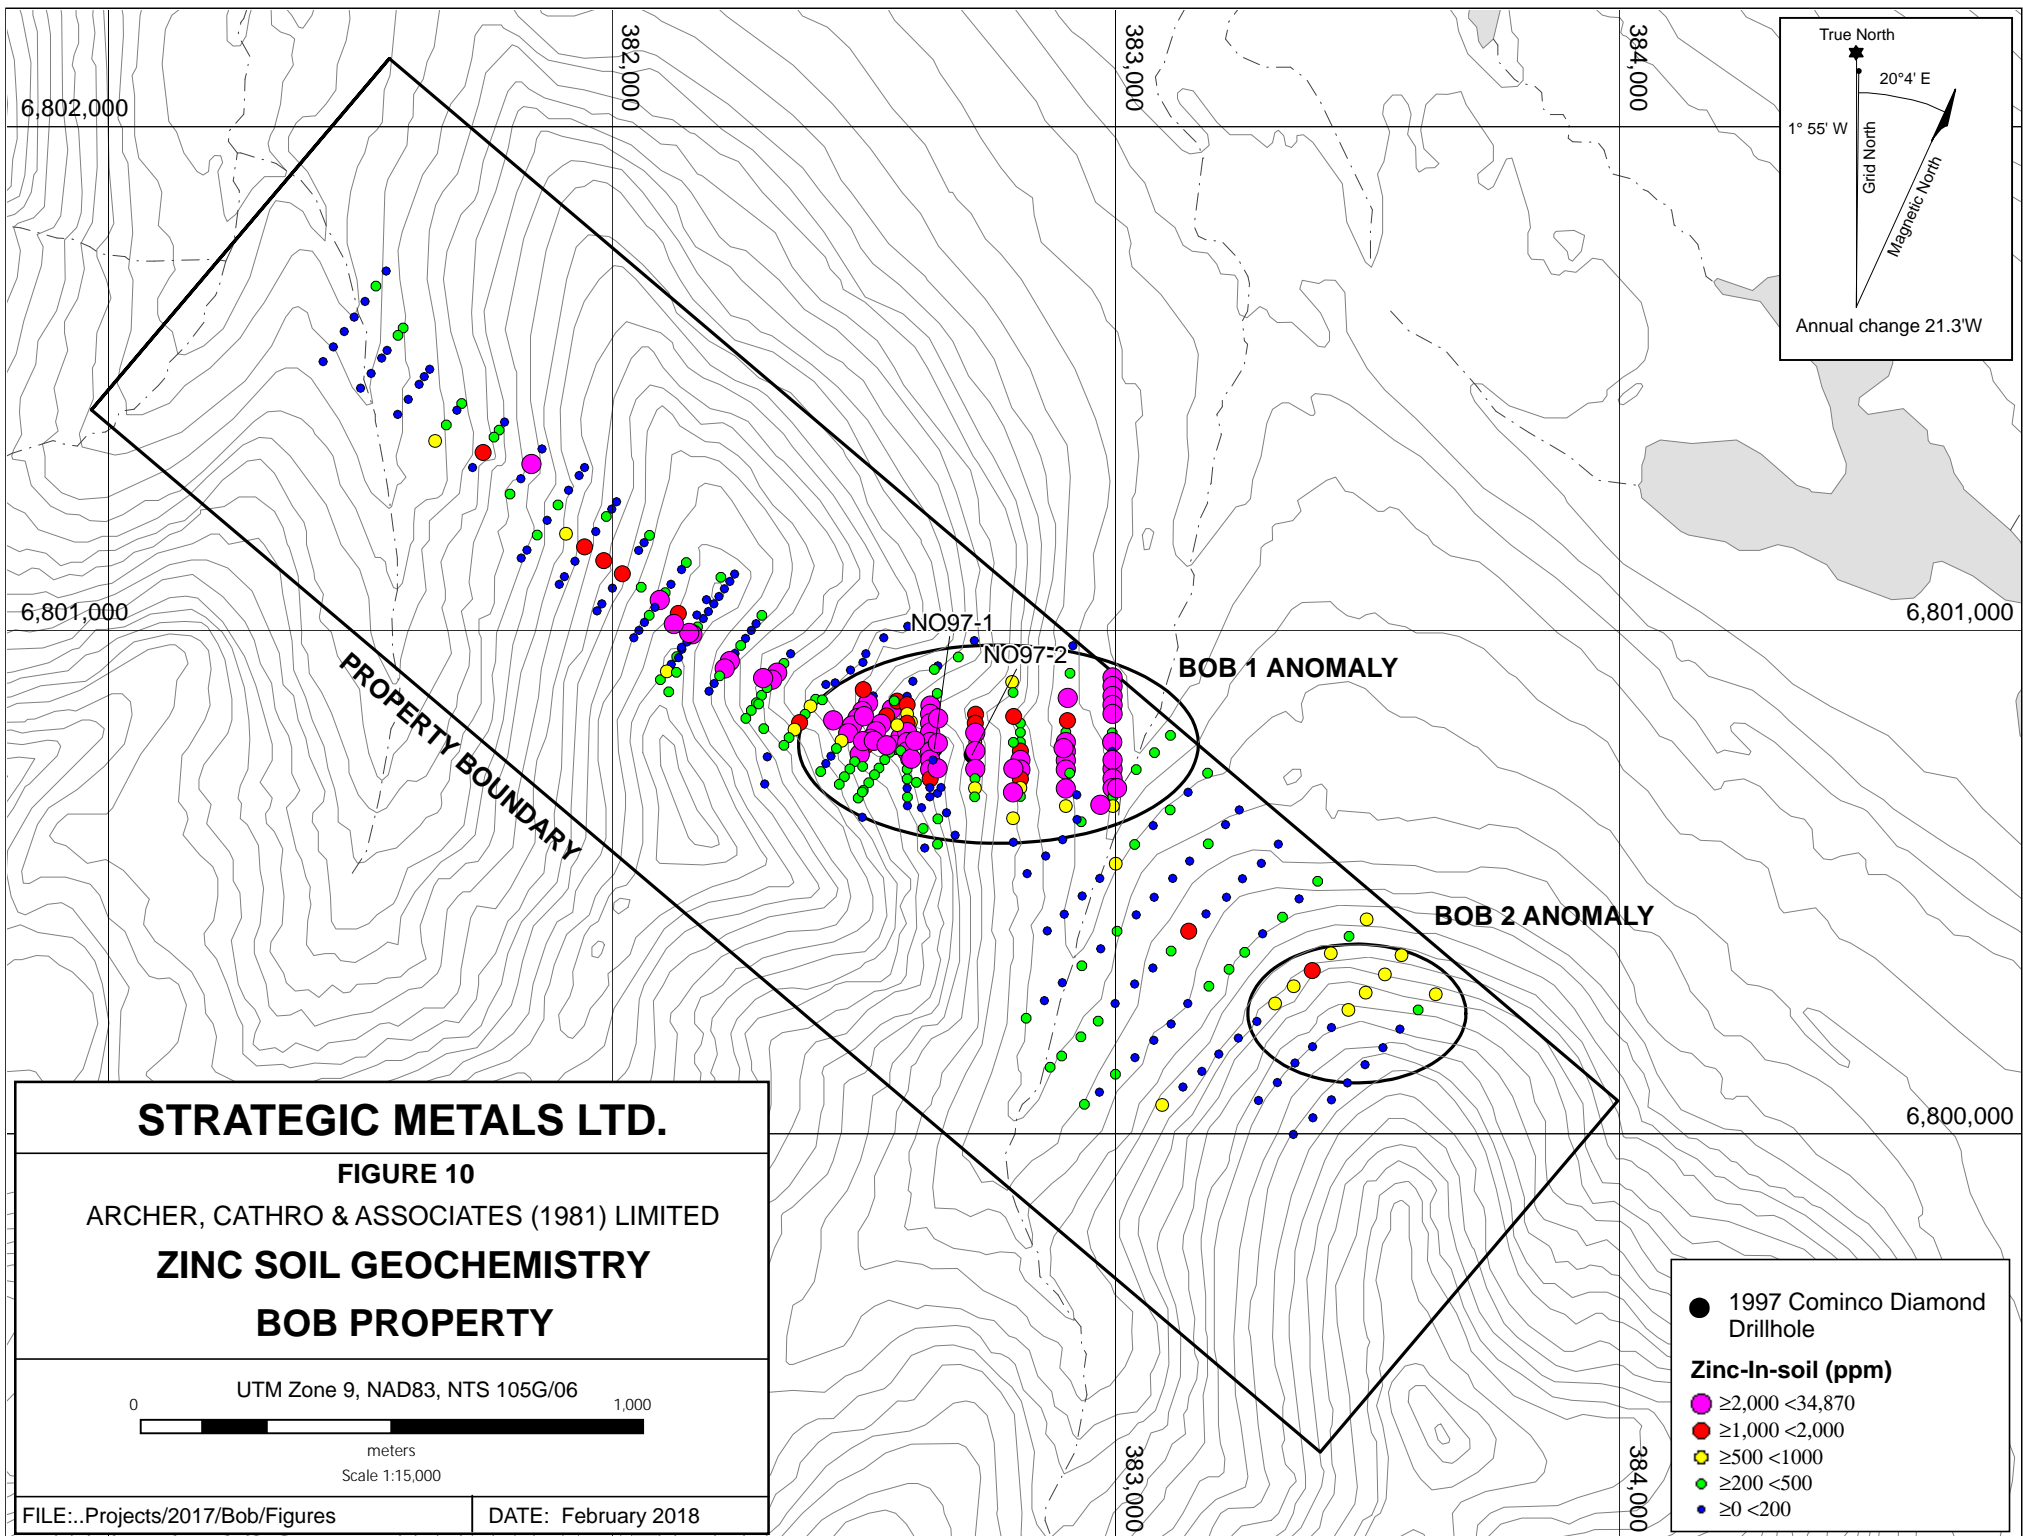 382,000
383,000
384,000
True North
20°4' E
1° 55' W
Grid North
Magnetic North
Annual change 21.3'W
6,802,000
6,801,000
6,801,000
NO97-1
NO97-2
BOB 1 ANOMALY
PROPERTY BOUNDARY
BOB 2 ANOMALY
6,800,000
STRATEGIC METALS LTD.
FIGURE 10
ARCHER, CATHRO & ASSOCIATES (1981) LIMITED
ZINC SOIL GEOCHEMISTRY
BOB PROPERTY
UTM Zone 9, NAD83, NTS 105G/06
0 1,000
meters
Scale 1:15,000
FILE:..Projects/2017/Bob/Figures
DATE: February 2018
383,000
384,000
1997 Cominco Diamond
Drillhole
Zinc-In-soil (ppm)
≥2,000 <34,870
≥1,000 <2,000
≥500 <1000
≥200 <500
≥0 <200